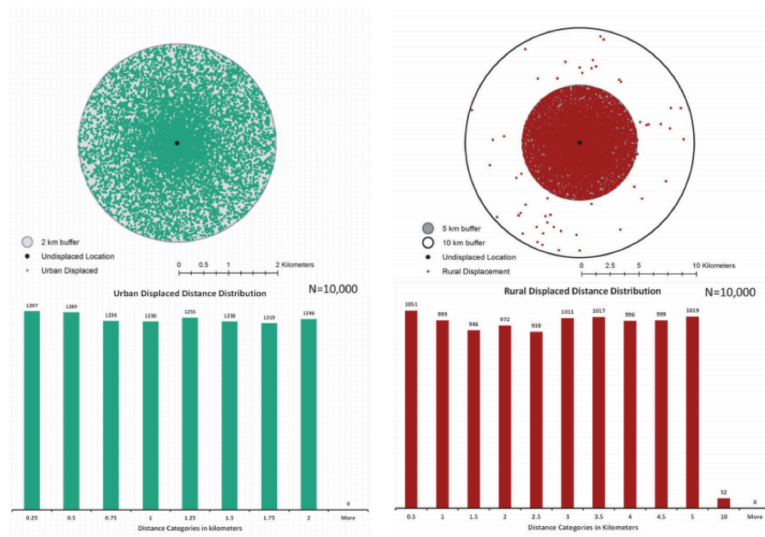 2 km buffer
Undisplaced Location
Urban Displaced
0 0.5 1 2 Kilometers
Urban Displaced Distance Distribution
N=10,000
1297 1289 1234 1230 1255 1230 1219 1246 0
0.25 0.5 0.75 1 1.25 1.5 1.75 2 More
Distance Categories in kilometers
5 km buffer
10 km buffer
Undisplaced Location
Rural Displacement
0 2.5 5 10 Kilometers
Rural Displaced Distance Distribution
N=10,000
1051 999 946 972 938 1011 1017 996 999 1019 52 0
0.5 1 1.5 2 2.5 3 3.5 4 4.5 5 10 More
Distance Categories in Kilometers